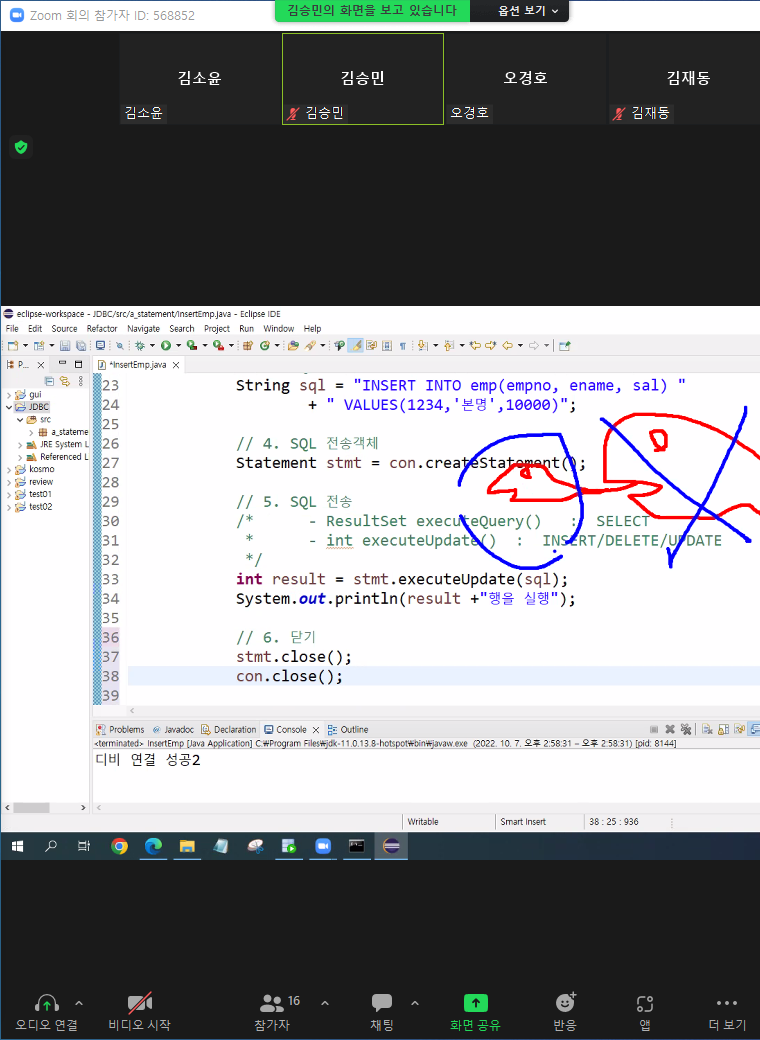 Zoom 회의 참가자 ID: 568852
김승민의 화면을 보고 있습니다
옵션 보기
김소윤
김승민
오경호
김재동
김소윤
김승민
오경호
김재동
eclipse-workspace - JDBC/src/a_statement/InsertEmp.java - Eclipse IDE
File Edit Source Refactor Navigate Search Project Run Window Help
P...
*InsertEmp.java
gui
JDBC
src
a_stateme
JRE System L
Referenced L
kosmo
review
test01
test02
23 String sql = "INSERT INTO emp(empno, ename, sal) "
24 + " VALUES(1234,'본명',10000)";
25
26 // 4. SQL 전송객체
27 Statement stmt = con.createStatement();
28
29 // 5. SQL 전송
30 /* - ResultSet executeQuery() : SELECT
31 * - int executeUpdate() : INSERT/DELETE/UPDATE
32 */
33 int result = stmt.executeUpdate(sql);
34 System.out.println(result +"행을 실행");
35
36 // 6. 닫기
37 stmt.close();
38 con.close();
39
Problems Javadoc Declaration Console Outline
<terminated> InsertEmp [Java Application] C:₩Program Files₩jdk-11.0.13.8-hotspot₩bin₩javaw.exe (2022. 10. 7. 오후 2:58:31 – 오후 2:58:31) [pid: 8144]
디비 연결 성공2
Writable
Smart Insert
38 : 25 : 936
오디오 연결
비디오 시작
16
참가자
채팅
화면 공유
반응
앱
더 보기